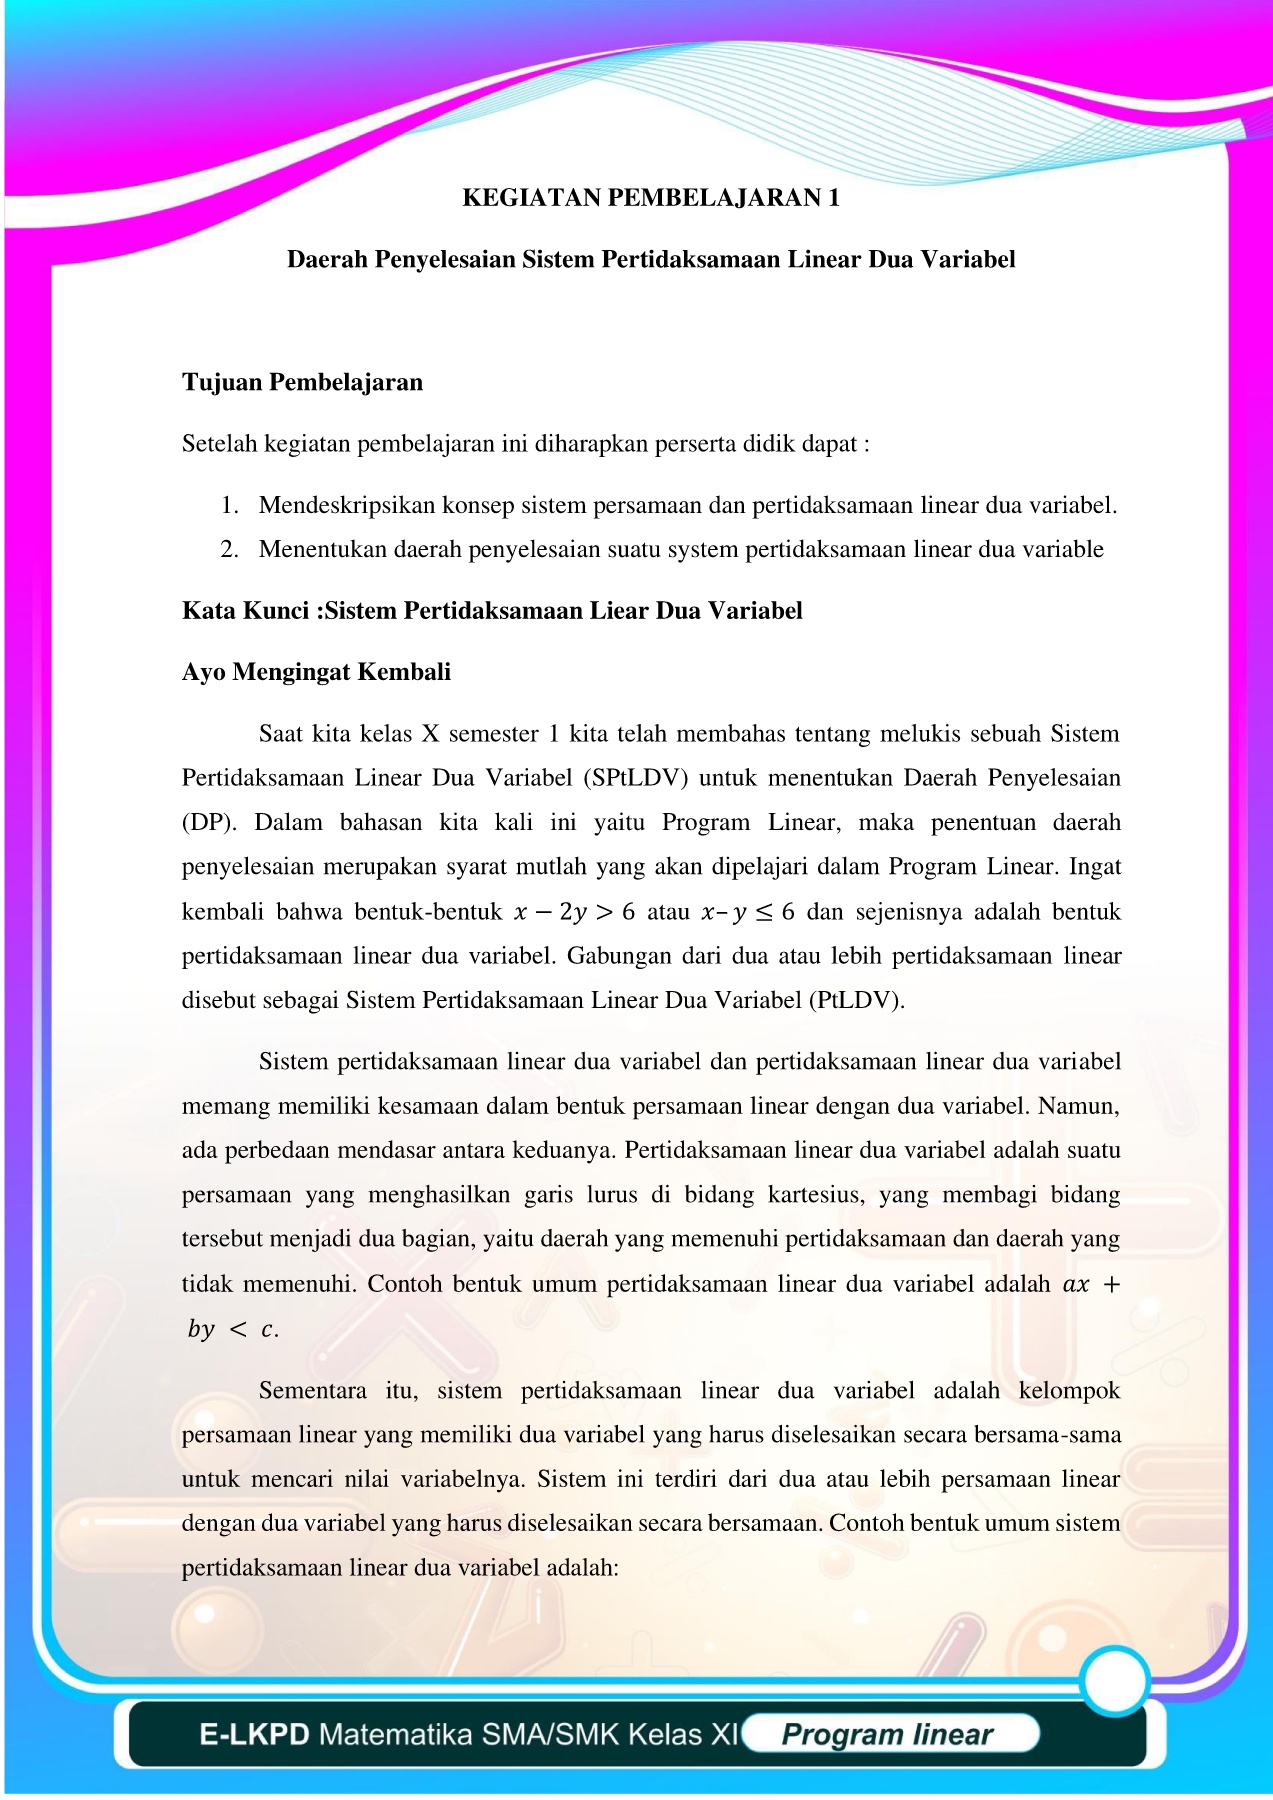 KEGIATAN PEMBELAJARAN 1
Daerah Penyelesaian Sistem Pertidaksamaan Linear Dua Variabel
Tujuan Pembelajaran
Setelah kegiatan pembelajaran ini diharapkan perserta didik dapat :
1. Mendeskripsikan konsep sistem persamaan dan pertidaksamaan linear dua variabel.
2. Menentukan daerah penyelesaian suatu system pertidaksamaan linear dua variable
Kata Kunci :Sistem Pertidaksamaan Liear Dua Variabel
Ayo Mengingat Kembali
Saat kita kelas X semester 1 kita telah membahas tentang melukis sebuah Sistem
Pertidaksamaan Linear Dua Variabel (SPtLDV) untuk menentukan Daerah Penyelesaian
(DP). Dalam bahasan kita kali ini yaitu Program Linear, maka penentuan daerah
penyelesaian merupakan syarat mutlah yang akan dipelajari dalam Program Linear. Ingat
kembali bahwa bentuk-bentuk x − 2y > 6 atau x– y ≤ 6 dan sejenisnya adalah bentuk
pertidaksamaan linear dua variabel. Gabungan dari dua atau lebih pertidaksamaan linear
disebut sebagai Sistem Pertidaksamaan Linear Dua Variabel (PtLDV).
Sistem pertidaksamaan linear dua variabel dan pertidaksamaan linear dua variabel
memang memiliki kesamaan dalam bentuk persamaan linear dengan dua variabel. Namun,
ada perbedaan mendasar antara keduanya. Pertidaksamaan linear dua variabel adalah suatu
persamaan yang menghasilkan garis lurus di bidang kartesius, yang membagi bidang
tersebut menjadi dua bagian, yaitu daerah yang memenuhi pertidaksamaan dan daerah yang
tidak memenuhi. Contoh bentuk umum pertidaksamaan linear dua variabel adalah ax +
by < c.
Sementara itu, sistem pertidaksamaan linear dua variabel adalah kelompok
persamaan linear yang memiliki dua variabel yang harus diselesaikan secara bersama-sama
untuk mencari nilai variabelnya. Sistem ini terdiri dari dua atau lebih persamaan linear
dengan dua variabel yang harus diselesaikan secara bersamaan. Contoh bentuk umum sistem
pertidaksamaan linear dua variabel adalah:
E-LKPD Matematika SMA/SMK Kelas XI Program linear